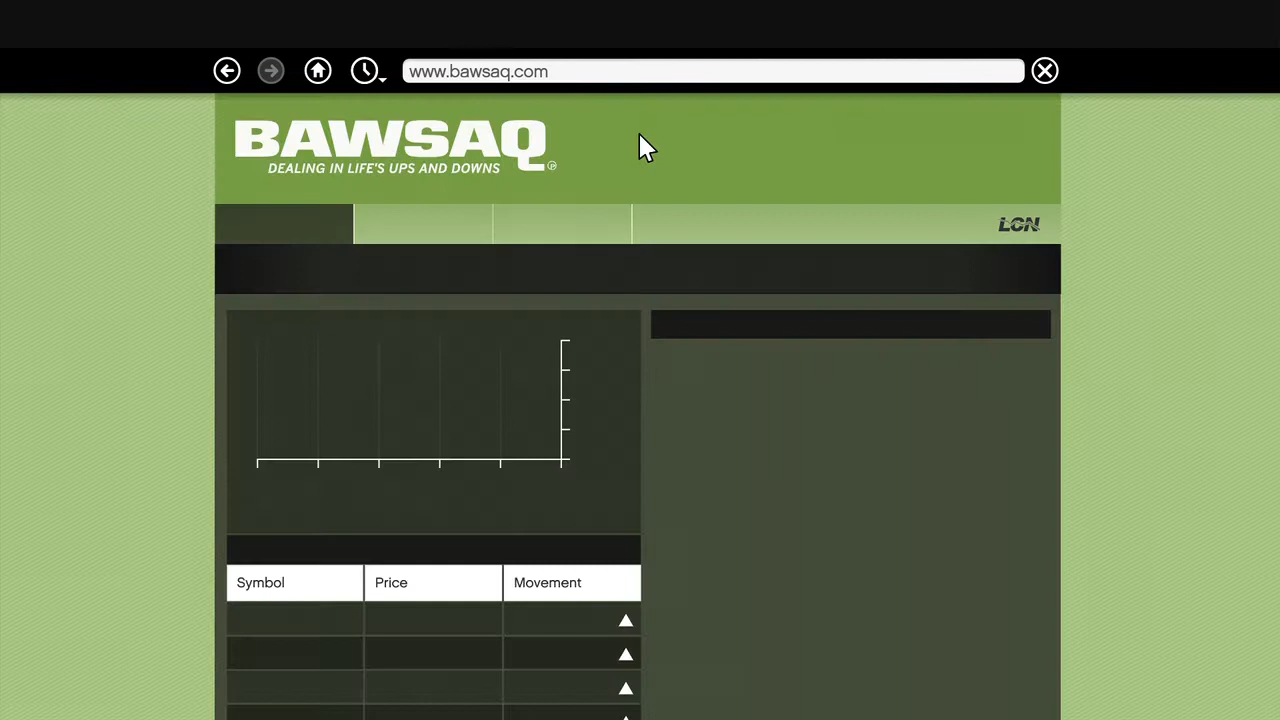 www.bawsaq.com
BAWSAQ
DEALING IN LIFE'S UPS AND DOWNS
LCN
Symbol Price Movement